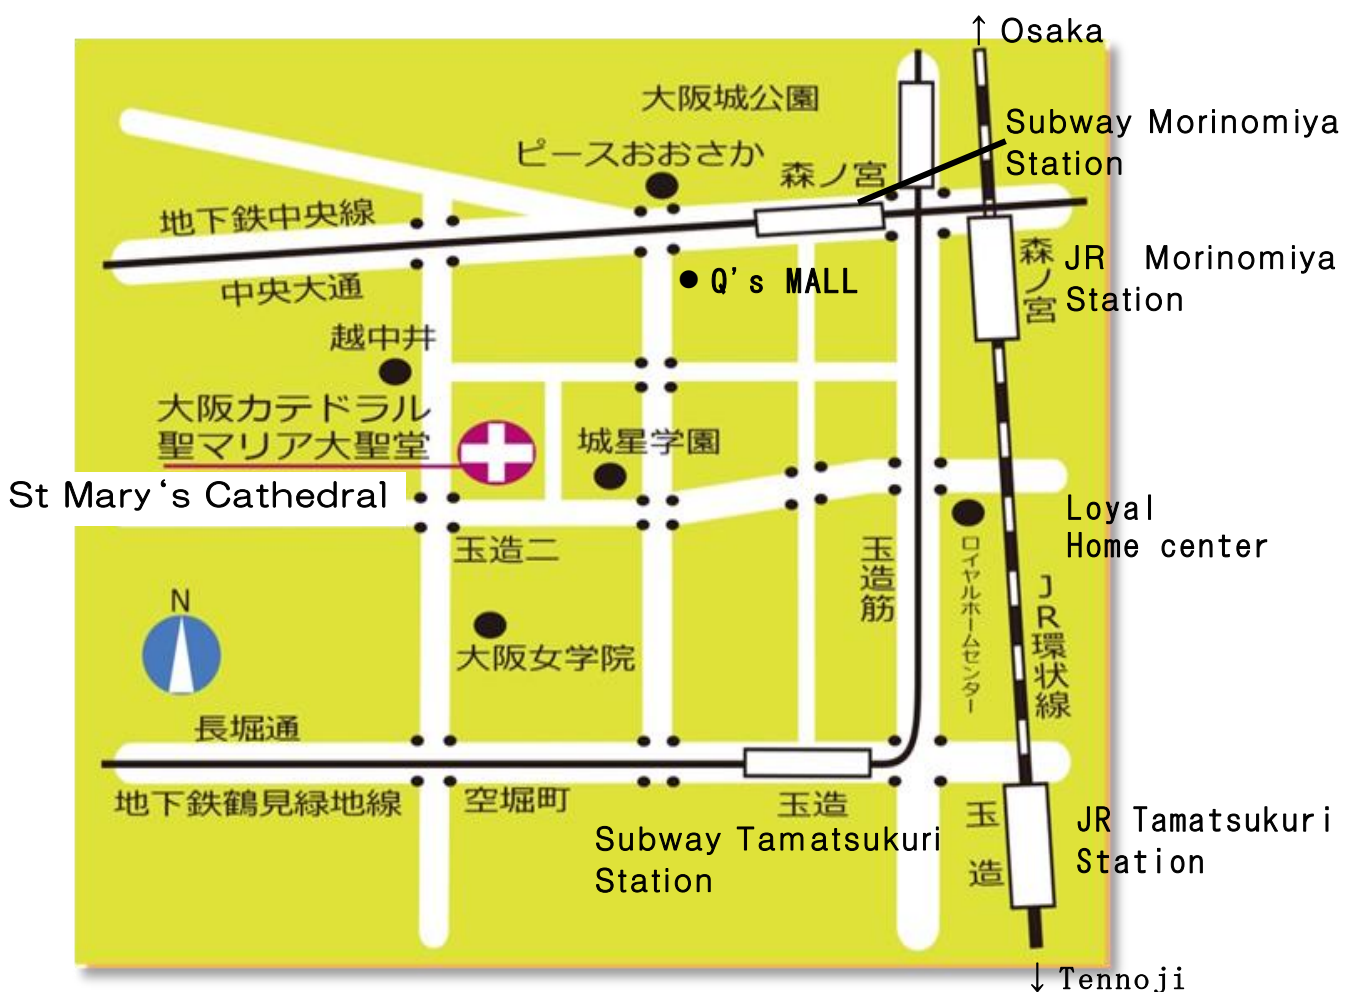 ↑ Osaka
大阪城公園
Subway Morinomiya
Station
ピースおおさか
森ノ宮
地下鉄中央線
中央大通
森ノ宮
JR Morinomiya
Station
Q's MALL
越中井
大阪カテドラル
聖マリア大聖堂
城星学園
St Mary‘s Cathedral
Loyal
Home center
玉造二
玉造筋
ロイヤルホームセンター
JR環状線
N
大阪女学院
長堀通
地下鉄鶴見緑地線
空堀町
玉造
玉造
JR Tamatsukuri
Station
Subway Tamatsukuri
Station
↓ Tennoji